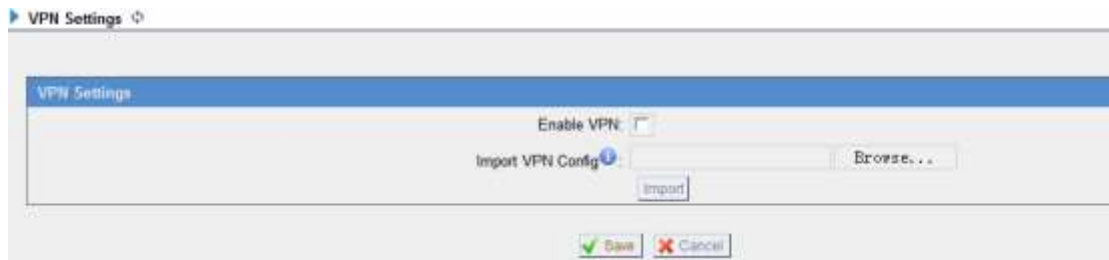 VPN Settings
VPN Settings
Enable VPN:
Import VPN Config :
Browse...
Import
Save Cancel